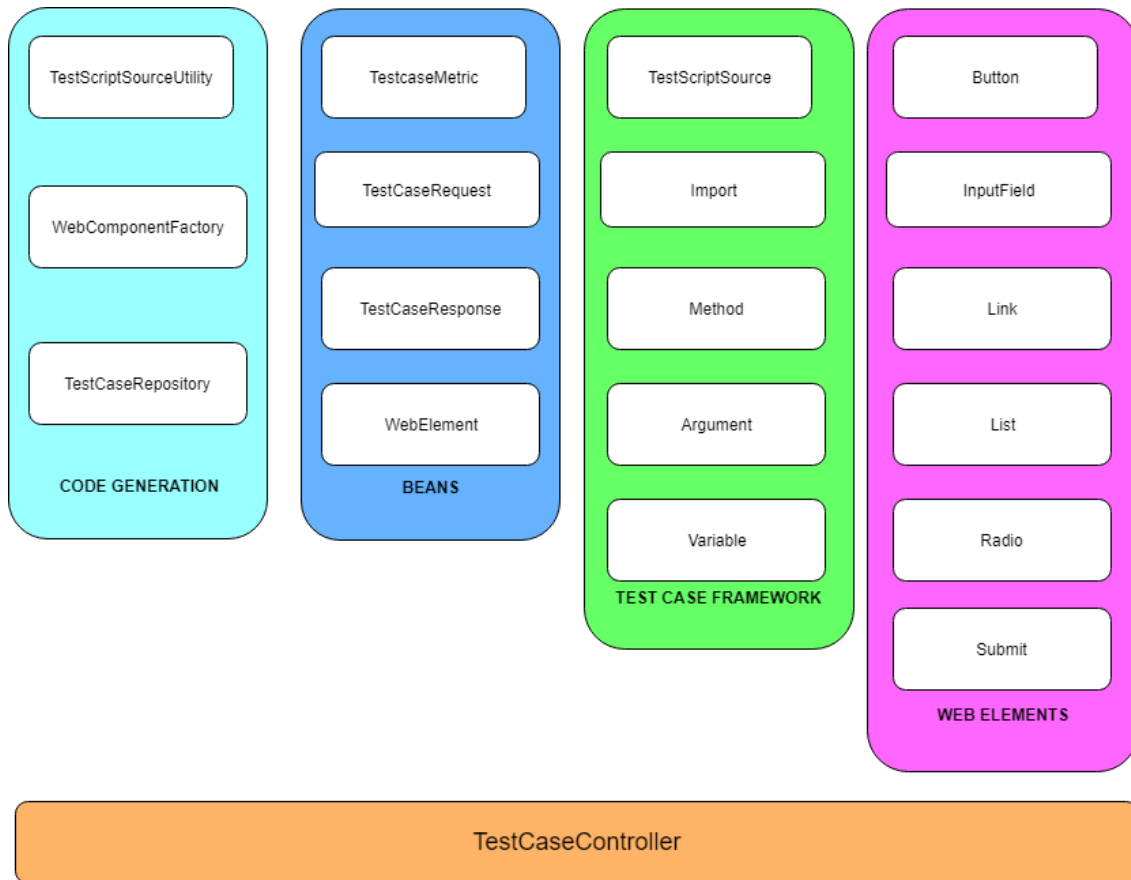 TestScriptSourceUtility
WebComponentFactory
TestCaseRepository
CODE GENERATION
TestcaseMetric
TestCaseRequest
TestCaseResponse
WebElement
BEANS
TestScriptSource
Import
Method
Argument
Variable
TEST CASE FRAMEWORK
Button
InputField
Link
List
Radio
Submit
WEB ELEMENTS
TestCaseController